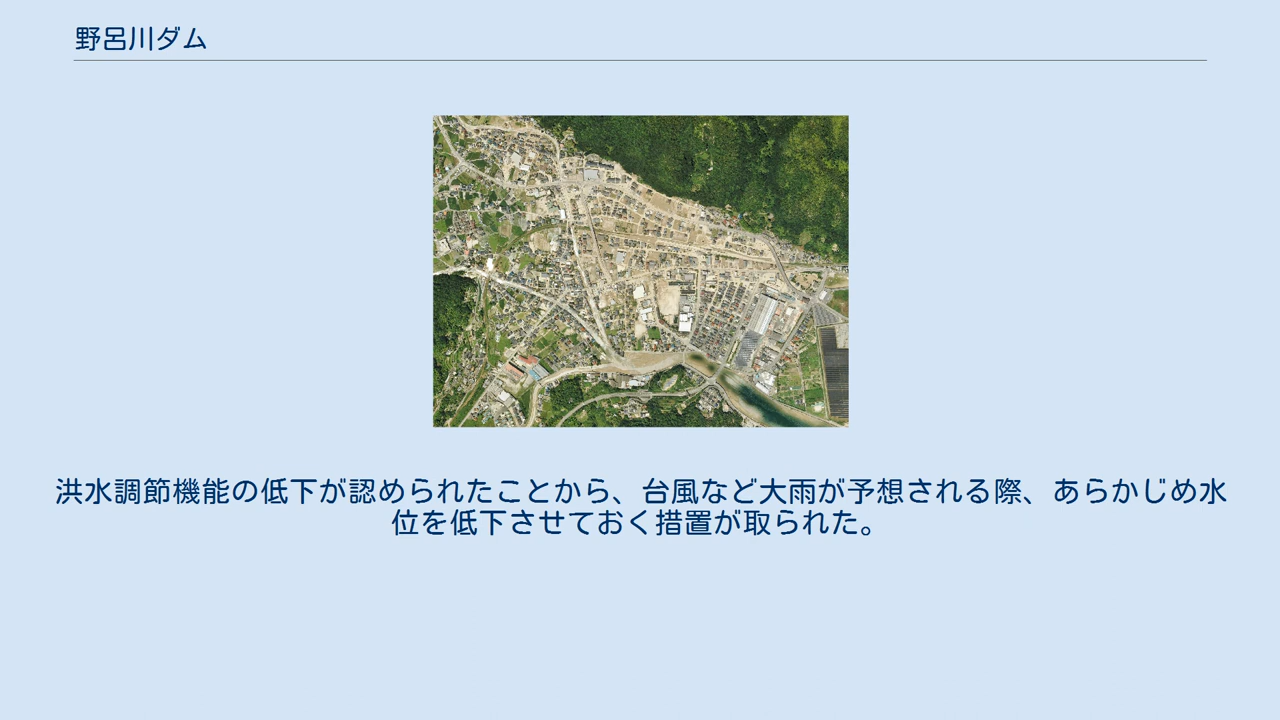 野呂川ダム
洪水調節機能の低下が認められたことから、台風など大雨が予想される際、あらかじめ水
位を低下させておく措置が取られた。